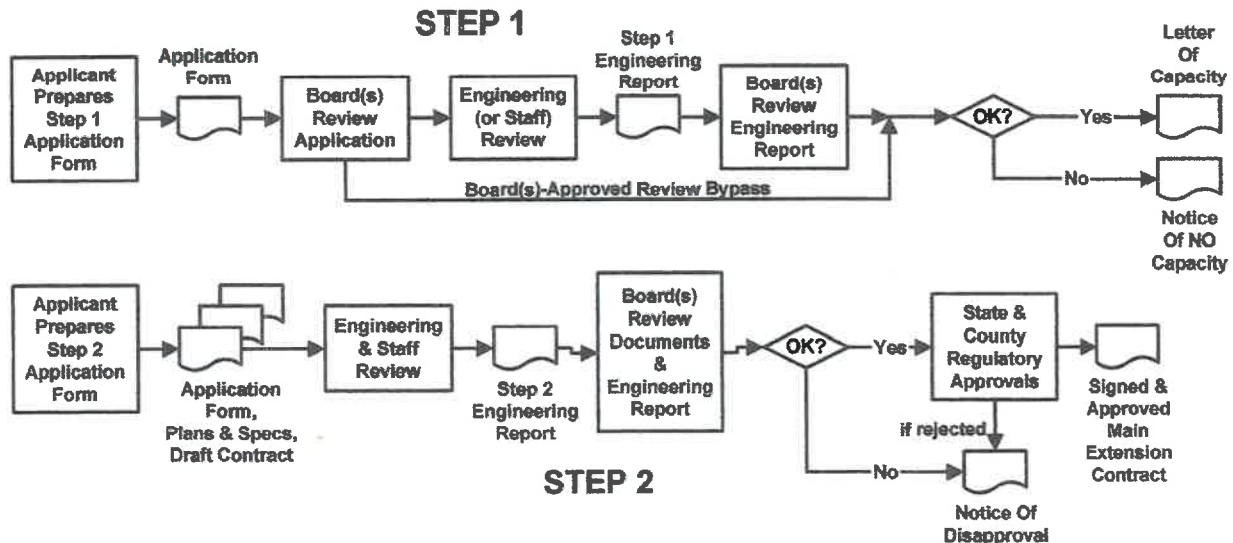 STEP 1
Applicant
Prepares
Step 1
Application
Form
Application
Form
Board(s)
Review
Application
Engineering
(or Staff)
Review
Step 1
Engineering
Report
Board(s)
Review
Engineering
Report
OK?
Yes
Letter
Of
Capacity
No
Notice
Of NO
Capacity
Board(s)-Approved Review Bypass
Applicant
Prepares
Step 2
Application
Form
Application
Form,
Plans & Specs,
Draft Contract
Engineering
& Staff
Review
Step 2
Engineering
Report
Board(s)
Review
Documents
&
Engineering
Report
OK?
Yes
State &
County
Regulatory
Approvals
Signed &
Approved
Main
Extension
Contract
if rejected
No
Notice Of
Disapproval
STEP 2